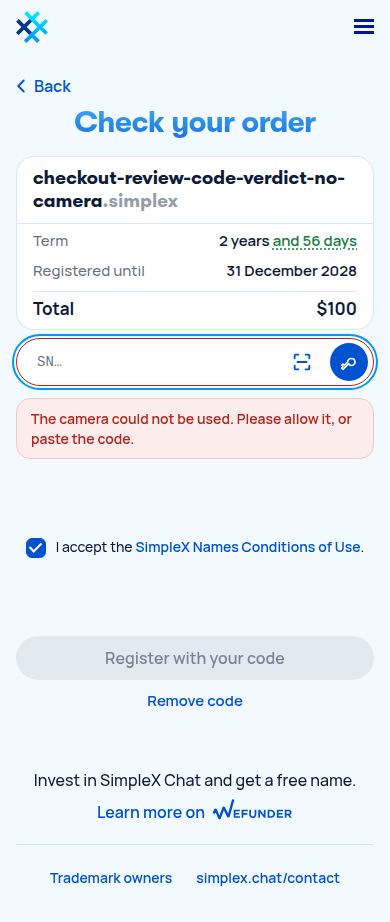 Back
Check your order
checkout-review-code-verdict-no-
camera.simplex
Term 2 years and 56 days
Registered until 31 December 2028
Total $100
SN…
The camera could not be used. Please allow it, or
paste the code.
I accept the SimpleX Names Conditions of Use.
Register with your code
Remove code
Invest in SimpleX Chat and get a free name.
Learn more on WEFUNDER
Trademark owners simplex.chat/contact